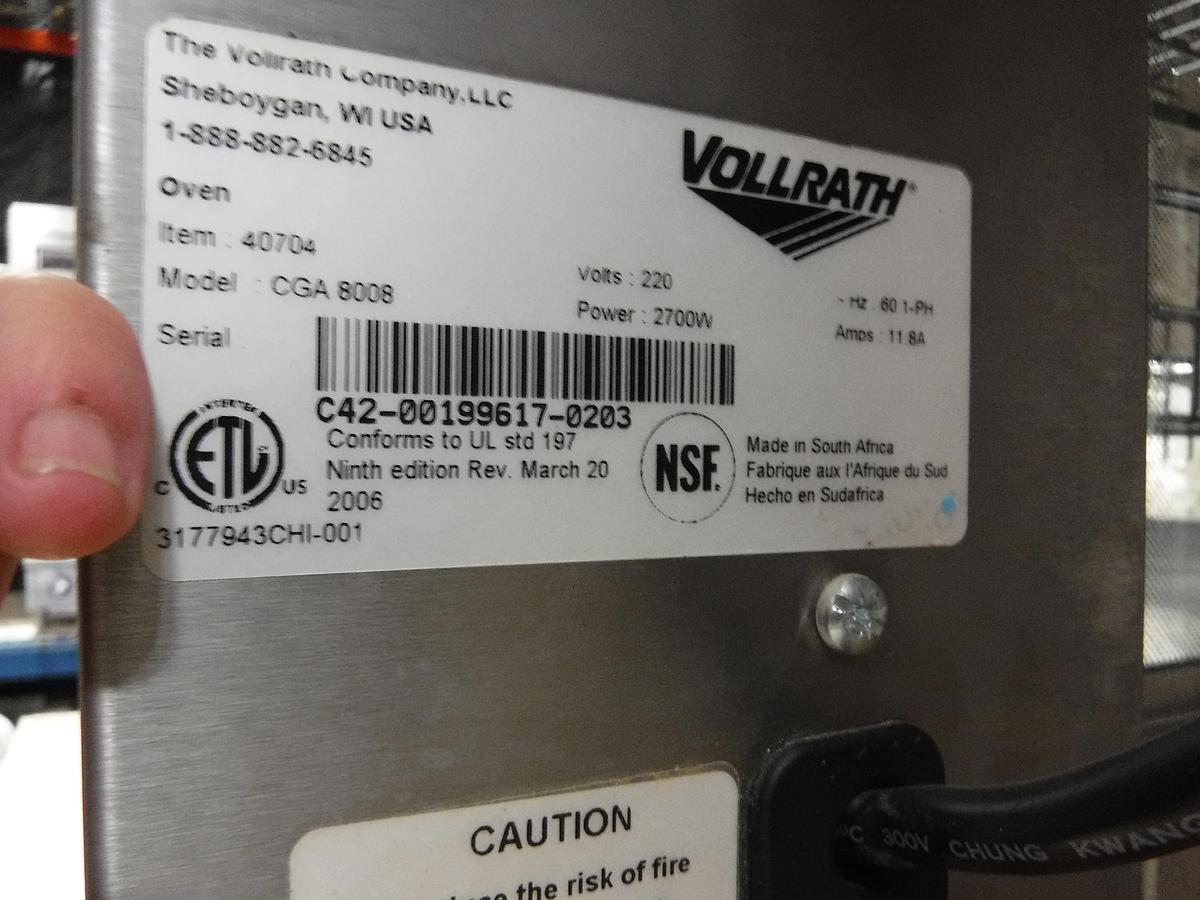 The Vollrath Company, LLC
Sheboygan, WI USA
1-888-882-6845
VOLLRATH®
Oven
Item : 40704
Model : CGA 8008
Volts : 220
~ Hz : 60 1-PH
Power : 2700W
Amps : 11.8A
Serial :
C42-00199617-0203
INTERTEK
ETL
C US
LISTED
Conforms to UL std 197
Ninth edition Rev. March 20
2006
3177943CHI-001
NSF.
Made in South Africa
Fabrique aux l'Afrique du Sud
Hecho en Sudafrica
CAUTION
the risk of fire
300V CHUNG KWANG